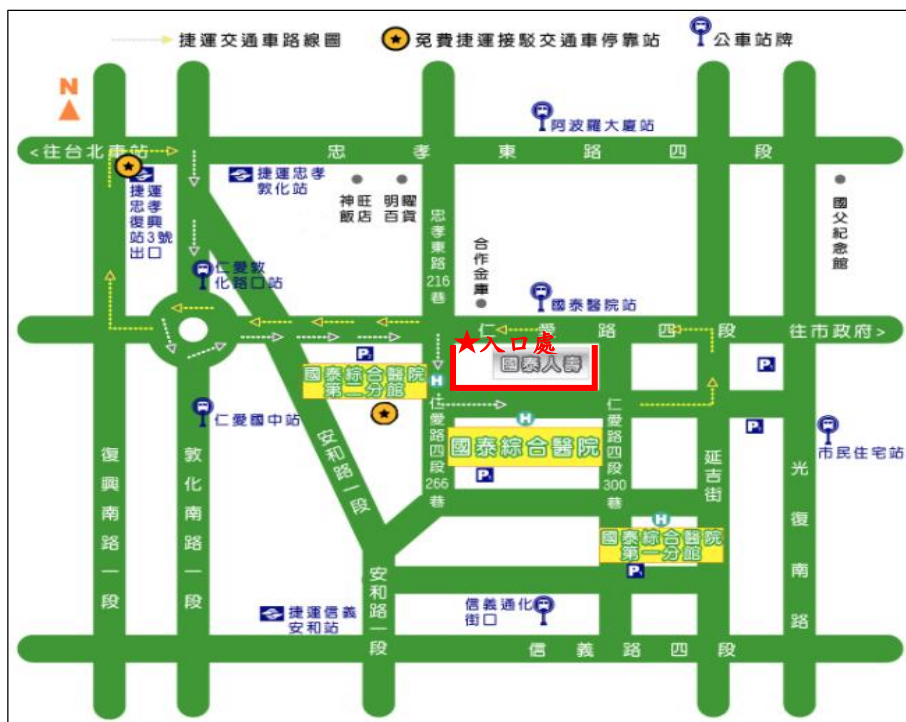 捷運交通車路線圖
免費捷運接駁交通車停靠站
公車站牌
N
阿波羅大廈站
<往台北車站
忠孝東路四段
捷運
忠孝
復興
站3號
出口
捷運忠孝
敦化站
神旺
飯店
明曜
百貨
忠孝東路216巷
合作金庫
國父紀念館
仁愛敦
化路口站
國泰醫院站
仁愛路四段
往市政府>
★入口處
國泰人壽
P
國泰綜合醫院
第二分館
H
仁愛國中站
H
國泰綜合醫院
P
仁愛路四段266巷
仁愛路四段300巷
P
P
市民住宅站
安和路一段
延吉街
H
國泰綜合醫院
第一分館
P
復興南路一段
敦化南路一段
光復南路
捷運信義
安和站
安和路一段
信義通化
街口
信義路四段